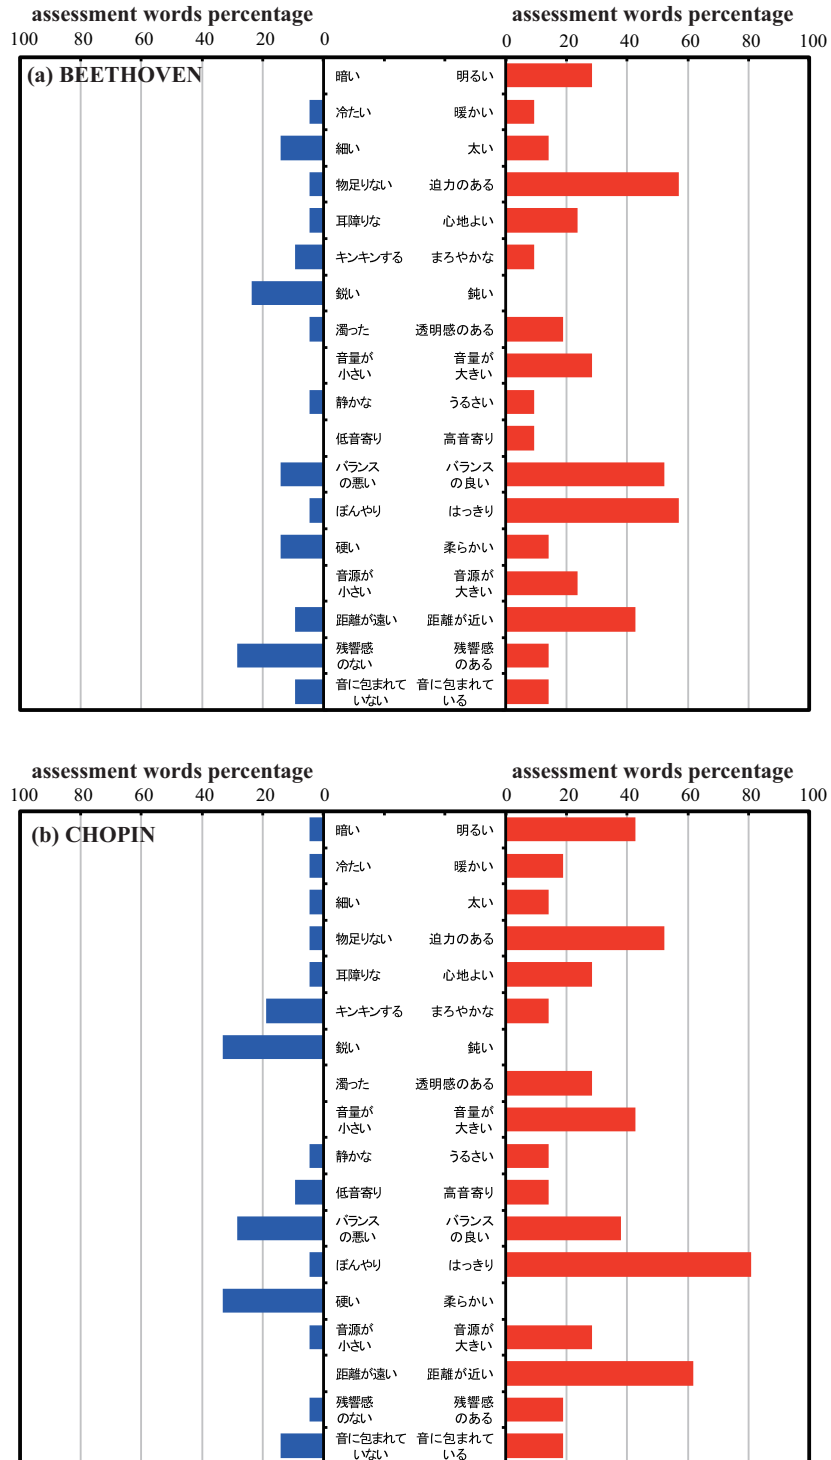 assessment words percentage assessment words percentage
100 80 60 40 20 0 0 20 40 60 80 100
(a) BEETHOVEN
暗い 明るい
冷たい 暖かい
細い 太い
物足りない 迫力のある
耳障りな 心地よい
キンキンする まろやかな
鋭い 鈍い
濁った 透明感のある
音量が 音量が
小さい 大きい
静かな うるさい
低音寄り 高音寄り
バランス バランス
の悪い の良い
ぼんやり はっきり
硬い 柔らかい
音源が 音源が
小さい 大きい
距離が遠い 距離が近い
残響感 残響感
のない のある
音に包まれて 音に包まれて
いない いる
assessment words percentage assessment words percentage
100 80 60 40 20 0 0 20 40 60 80 100
(b) CHOPIN
暗い 明るい
冷たい 暖かい
細い 太い
物足りない 迫力のある
耳障りな 心地よい
キンキンする まろやかな
鋭い 鈍い
濁った 透明感のある
音量が 音量が
小さい 大きい
静かな うるさい
低音寄り 高音寄り
バランス バランス
の悪い の良い
ぼんやり はっきり
硬い 柔らかい
音源が 音源が
小さい 大きい
距離が遠い 距離が近い
残響感 残響感
のない のある
音に包まれて 音に包まれて
いない いる